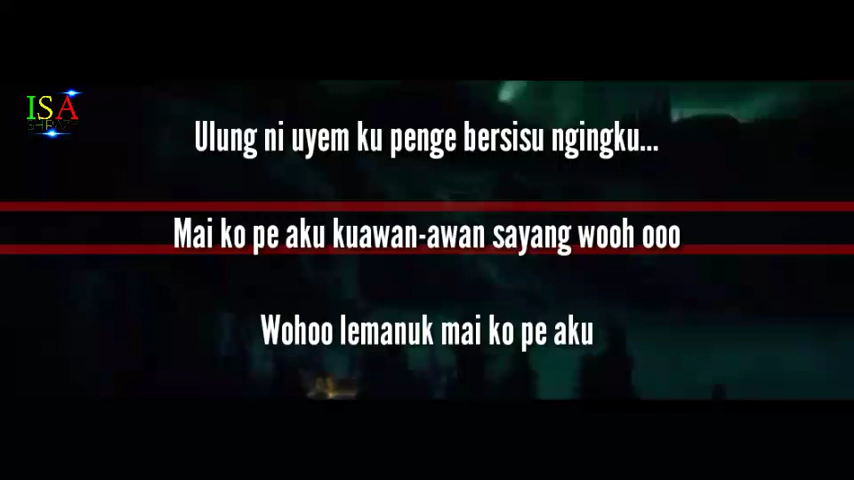 ISA
Ulung ni uyem ku penge bersisu ngingku...
Mai ko pe aku kuawan-awan sayang wooh ooo
Wohoo lemanuk mai ko pe aku